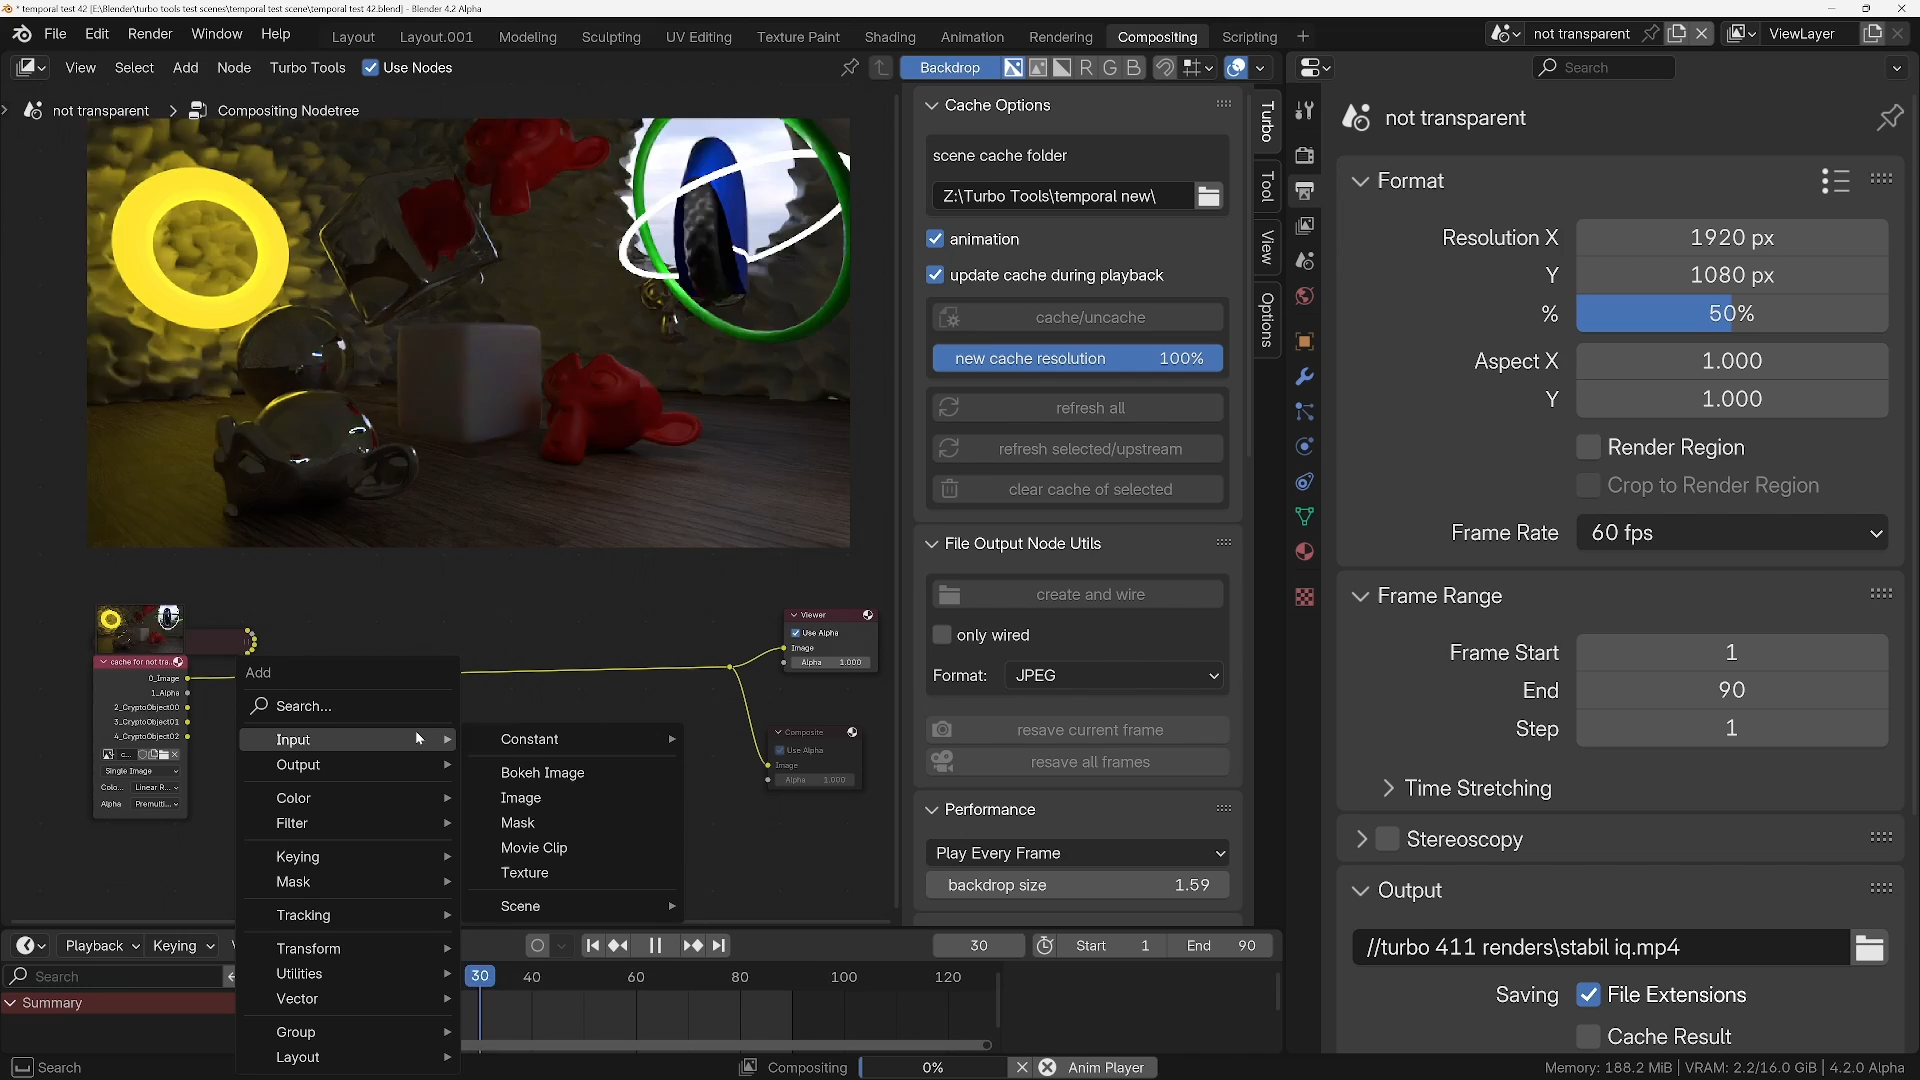 * temporal test 42 [E:\Blender\turbo tools test scenes\temporal test scene\temporal test 42.blend] - Blender 4.2 Alpha
File Edit Render Window Help Layout Layout.001 Modeling Sculpting UV Editing Texture Paint Shading Animation Rendering Compositing Scripting + not transparent ViewLayer
View Select Add Node Turbo Tools Use Nodes Backdrop R G B Search
not transparent > Compositing Nodetree
Cache Options
scene cache folder
Z:\Turbo Tools\temporal new\
animation
update cache during playback
cache/uncache
new cache resolution 100%
refresh all
refresh selected/upstream
clear cache of selected
File Output Node Utils
create and wire
only wired
Format: JPEG
resave current frame
resave all frames
Performance
Play Every Frame
backdrop size 1.59
Turbo
Tool
View
Options
not transparent
Format
Resolution X 1920 px
Y 1080 px
% 50%
Aspect X 1.000
Y 1.000
Render Region
Crop to Render Region
Frame Rate 60 fps
Frame Range
Frame Start 1
End 90
Step 1
Time Stretching
Stereoscopy
Output
//turbo 411 renders\stabil iq.mp4
Saving File Extensions
Cache Result
cache for not tra...
0_Image
1_Alpha
2_CryptoObject00
3_CryptoObject01
4_CryptoObject02
c...
Single Image
Colo... Linear R...
Alpha Premulti...
Viewer
Use Alpha
Image
Alpha 1.000
Composite
Use Alpha
Image
Alpha 1.000
Add
Search...
Input
Output
Color
Filter
Keying
Mask
Tracking
Transform
Utilities
Vector
Group
Layout
Constant
Bokeh Image
Image
Mask
Movie Clip
Texture
Scene
Playback Keying 30 Start 1 End 90
Search 30 40 60 80 100 120
Summary
Search Compositing 0% Anim Player Memory: 188.2 MiB | VRAM: 2.2/16.0 GiB | 4.2.0 Alpha